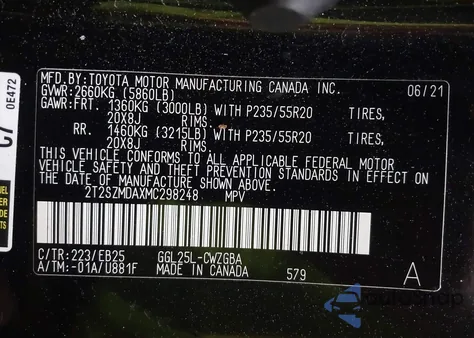 0E472
C7
FUEL
MFD.BY:TOYOTA MOTOR MANUFACTURING CANADA INC. 06/21
GVWR:2660KG (5860LB)
GAWR:FRT. 1360KG (3000LB) WITH P235/55R20 TIRES,
20X8J RIMS.
RR. 1460KG (3215LB) WITH P235/55R20 TIRES,
20X8J RIMS.
THIS VEHICLE CONFORMS TO ALL APPLICABLE FEDERAL MOTOR
VEHICLE SAFETY AND THEFT PREVENTION STANDARDS IN EFFECT ON
THE DATE OF MANUFACTURE SHOWN ABOVE.
2T2SZMDAXMC298248 MPV
C/TR:223/EB25 GGL25L-CWZGBA
A/TM:-01A/U881F MADE IN CANADA 579 A